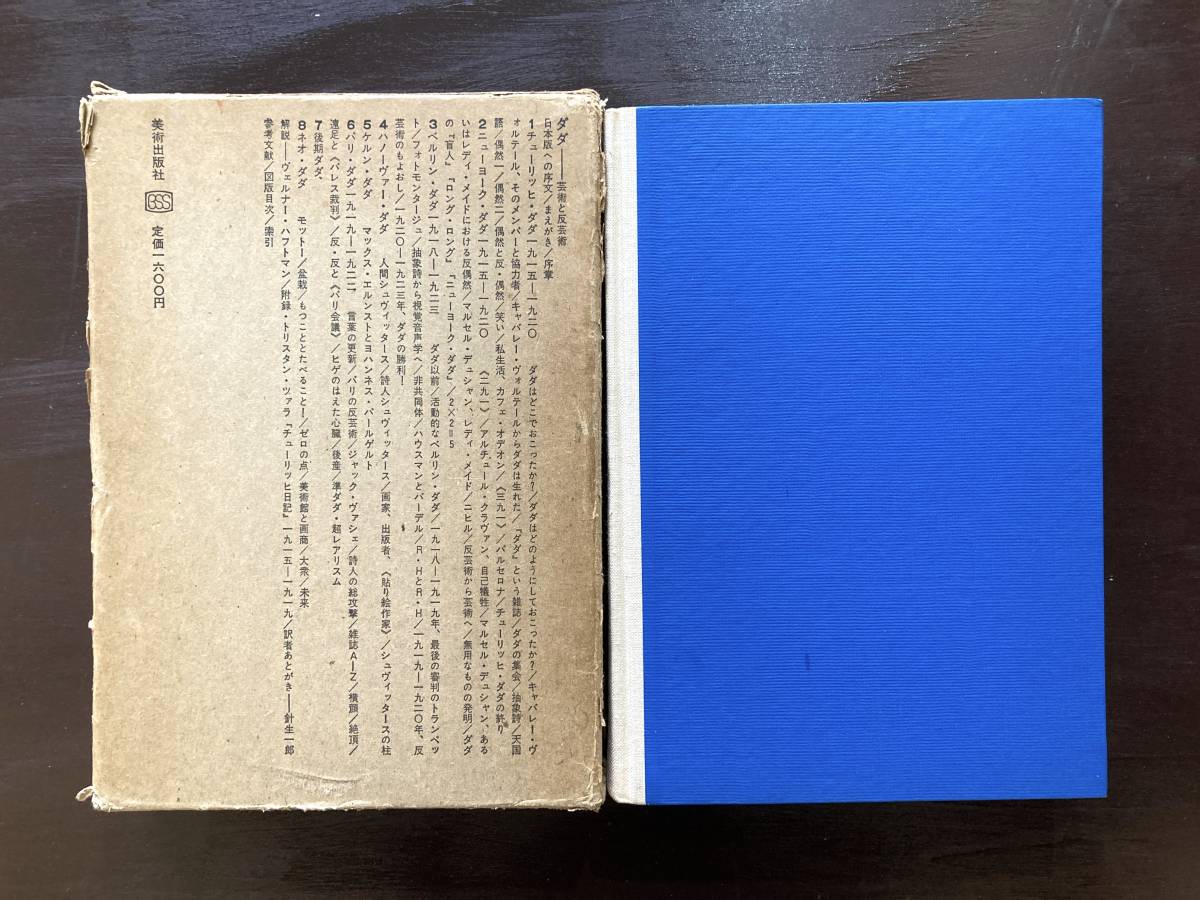 ダダ——芸術と反芸術
日本版への序文/まえがき/序章
1チューリッヒ・ダダ一九一五—一九二〇　ダダはどこでおこったか?/ダダはどのようにしておこったか?/キャバレー・ヴ
ォルテール、そのメンバーと協力者/キャバレー・ヴォルテールからダダは生れた/「ダダ」という雑誌/ダダの集会/抽象詩/天国
語/偶然一/偶然二/偶然と反・偶然/笑い/私生活、カフェ・オデオン/《三九一》/バルセロナ/チューリッヒ・ダダの終り
2ニューヨーク・ダダ一九一五—一九二〇　《二九一》/アルチュール・クラヴァン、自己犠牲/マルセル・デュシャン、ある
いはレディ・メイドにおける反偶然/マルセル・デュシャン、レディ・メイド/ニヒル/反芸術から芸術へ/無用なものの発明/ダダ
の『盲人』『ロング・ロング』『ニューヨーク・ダダ』/2×2=5
3ベルリン・ダダ一九一八—一九二三　ダダ以前/活動的なベルリン・ダダ/一九一八—一九一九年、最後の審判のトランペッ
ト/フォトモンタージュ/抽象詩から視覚音声学へ/非共同体/ハウスマンとバーデル/R・HとR・H/一九一九—一九二〇年、反
芸術のもよおし/一九二〇—一九二三年、ダダの勝利!
4ハノーヴァー・ダダ　人間シュヴィッタース/詩人シュヴィッタース/画家、出版者、《貼り絵作家》/シュヴィッタースの柱
5ケルン・ダダ　マックス・エルンストとヨハンネス・バールゲルト
6パリ・ダダ一九一九—一九二二　言葉の更新/パリの反芸術/ジャック・ヴァシェ/詩人の総攻撃/雑誌A—Z/横顔/絶頂/
遠足と《バレス裁判》/反・反と《パリ会議》/ヒゲのはえた心臓/後産/準ダダ・超レアリスム
7後期ダダ、
8ネオ・ダダ　モットー/盆栽/もつこととたべること!/ゼロの点/美術館と画商/大衆/未来
解説——ヴェルナー・ハフトマン/附録・トリスタン・ツァラ『チューリッヒ日記』一九一五—一九一九/訳者あとがき——針生一郎
参考文献/図版目次/索引
美術出版社 BSS 定価一六〇〇円